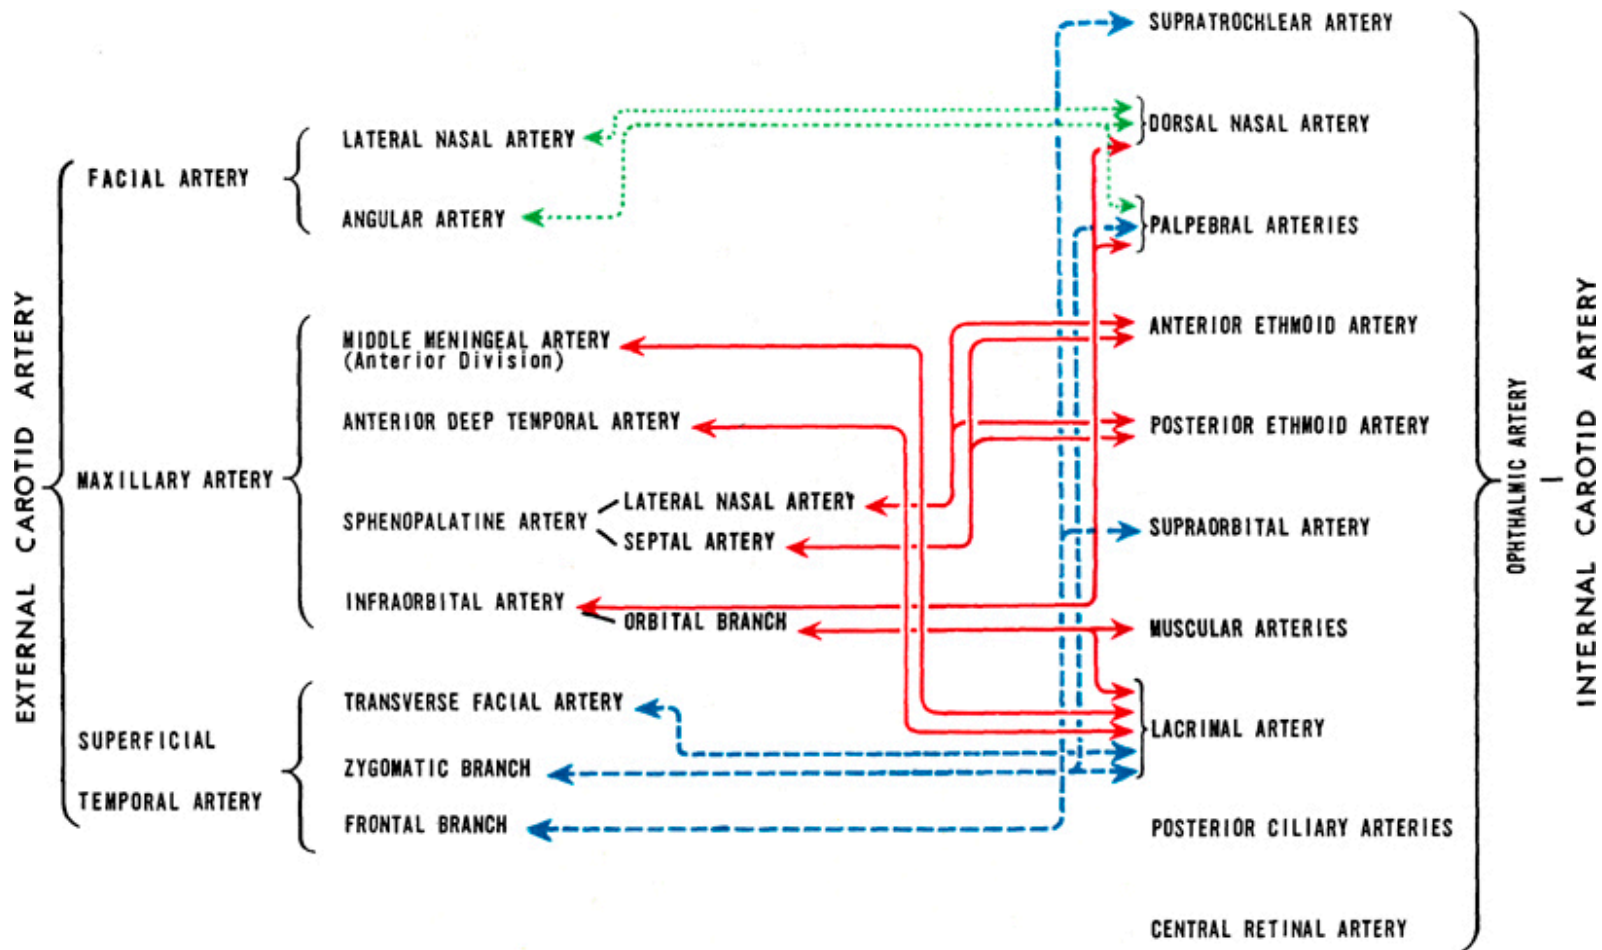 EXTERNAL CAROTID ARTERY
FACIAL ARTERY
LATERAL NASAL ARTERY
ANGULAR ARTERY
MAXILLARY ARTERY
MIDDLE MENINGEAL ARTERY
(Anterior Division)
ANTERIOR DEEP TEMPORAL ARTERY
SPHENOPALATINE ARTERY
LATERAL NASAL ARTERY
SEPTAL ARTERY
INFRAORBITAL ARTERY
ORBITAL BRANCH
SUPERFICIAL
TEMPORAL ARTERY
TRANSVERSE FACIAL ARTERY
ZYGOMATIC BRANCH
FRONTAL BRANCH
SUPRATROCHLEAR ARTERY
DORSAL NASAL ARTERY
PALPEBRAL ARTERIES
ANTERIOR ETHMOID ARTERY
POSTERIOR ETHMOID ARTERY
SUPRAORBITAL ARTERY
MUSCULAR ARTERIES
LACRINAL ARTERY
POSTERIOR CILIARY ARTERIES
CENTRAL RETINAL ARTERY
OPHTHALMIC ARTERY
INTERNAL CAROTID ARTERY